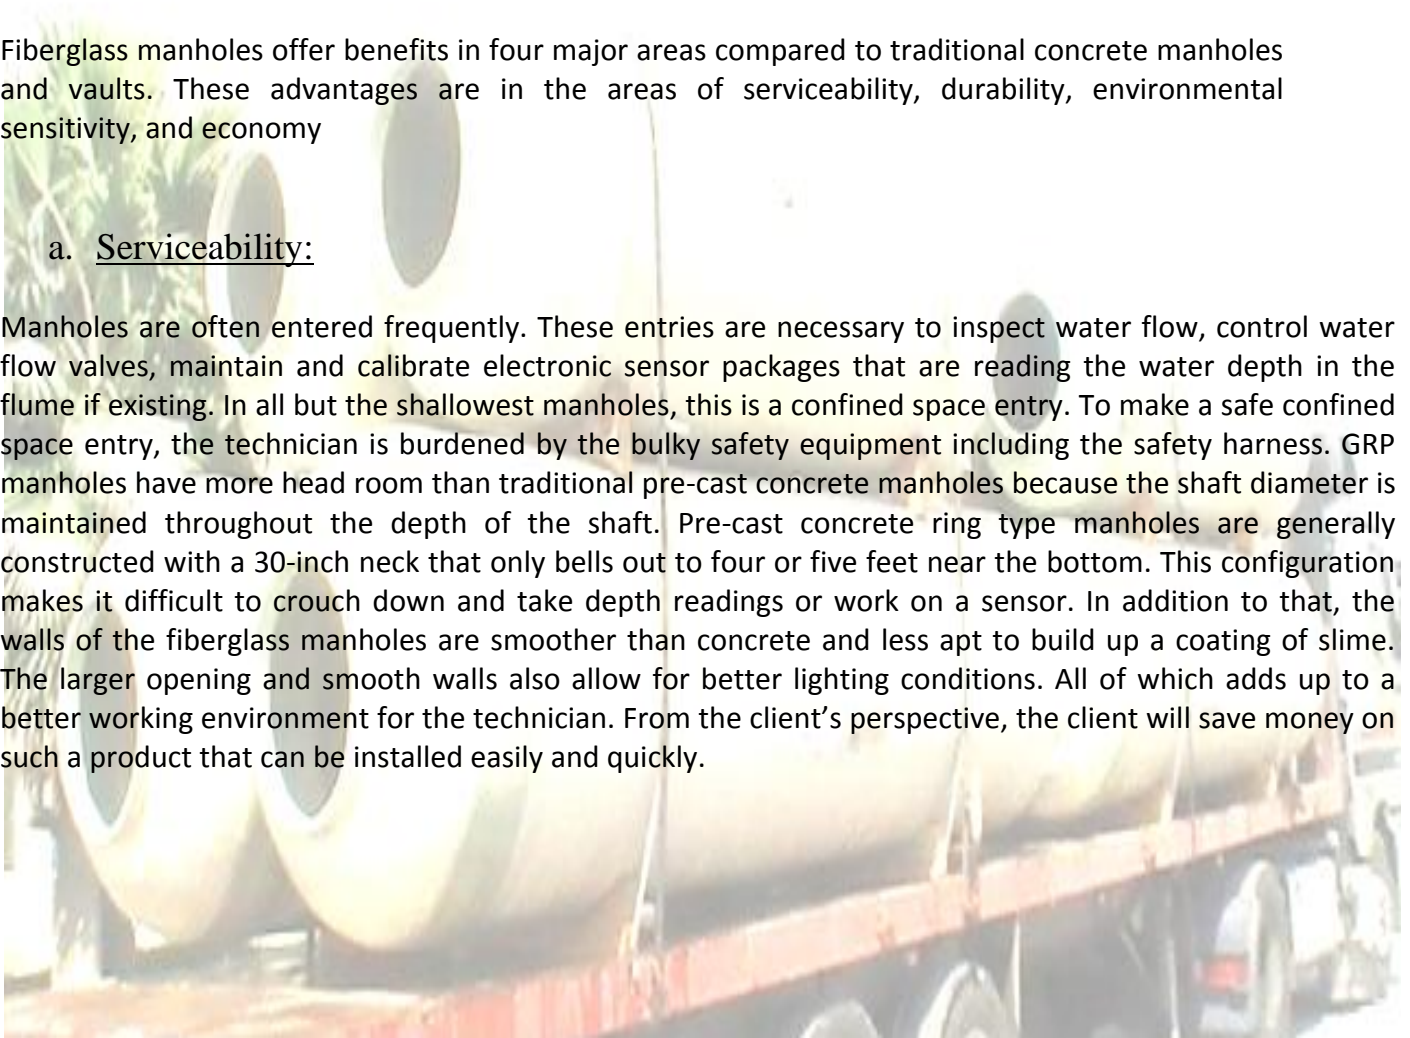 Fiberglass manholes offer benefits in four major areas compared to traditional concrete manholes
and vaults. These advantages are in the areas of serviceability, durability, environmental
sensitivity, and economy
a. Serviceability:
Manholes are often entered frequently. These entries are necessary to inspect water flow, control water
flow valves, maintain and calibrate electronic sensor packages that are reading the water depth in the
flume if existing. In all but the shallowest manholes, this is a confined space entry. To make a safe confined
space entry, the technician is burdened by the bulky safety equipment including the safety harness. GRP
manholes have more head room than traditional pre-cast concrete manholes because the shaft diameter is
maintained throughout the depth of the shaft. Pre-cast concrete ring type manholes are generally
constructed with a 30-inch neck that only bells out to four or five feet near the bottom. This configuration
makes it difficult to crouch down and take depth readings or work on a sensor. In addition to that, the
walls of the fiberglass manholes are smoother than concrete and less apt to build up a coating of slime.
The larger opening and smooth walls also allow for better lighting conditions. All of which adds up to a
better working environment for the technician. From the client’s perspective, the client will save money on
such a product that can be installed easily and quickly.